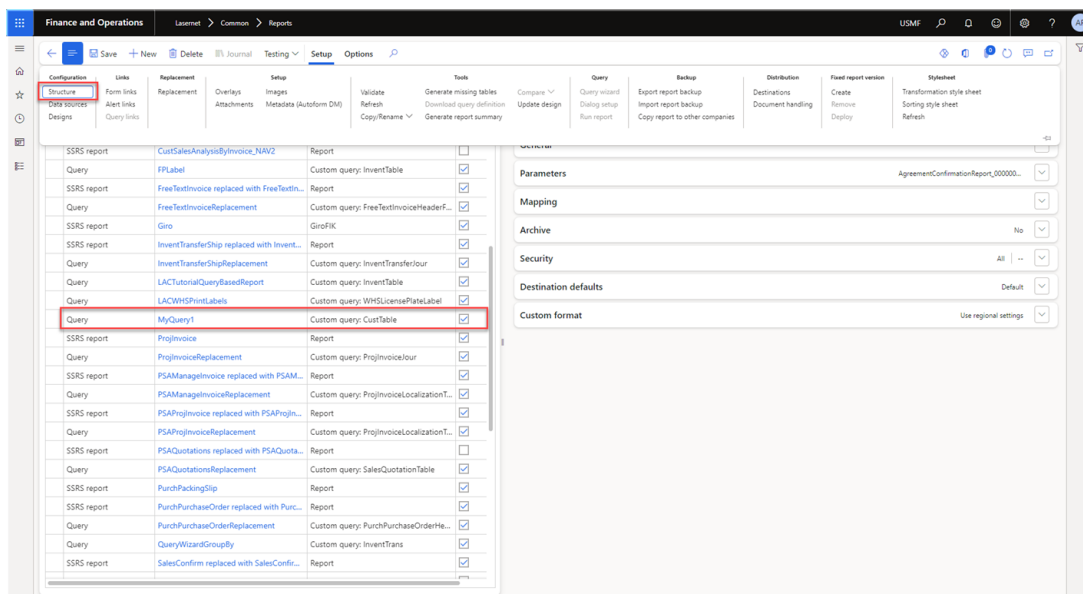 Finance and Operations
Lasernet > Common > Reports
USMF
Save
New
Delete
Journal
Testing
Setup
Options
Configuration
Structure
Data sources
Designs
Links
Form links
Alert links
Query links
Replacement
Replacement
Setup
Overlays
Images
Attachments
Metadata (Autoform DM)
Tools
Validate
Generate missing tables
Compare
Refresh
Download query definition
Update design
Copy/Rename
Generate report summary
Query
Query wizard
Dialog setup
Run report
Backup
Export report backup
Import report backup
Copy report to other companies
Distribution
Destinations
Document handling
Fixed report version
Create
Remove
Deploy
Stylesheet
Transformation style sheet
Sorting style sheet
Refresh
SSRS report CustSalesAnalysisByInvoice_NAV2 Report
Query FPLabel Custom query: InventTable
SSRS report FreeTextInvoice replaced with FreeTextIn... Report
Query FreeTextInvoiceReplacement Custom query: FreeTextInvoiceHeaderF...
SSRS report Giro GiroFIK
SSRS report InventTransferShip replaced with Invent... Report
Query InventTransferShipReplacement Custom query: InventTransferJour
Query LACTutorialQueryBasedReport Custom query: InventTable
Query LACWHSPrintLabels Custom query: WHSLicensePlateLabel
Query MyQuery1 Custom query: CustTable
SSRS report ProjInvoice Report
Query ProjInvoiceReplacement Custom query: ProjInvoiceJour
SSRS report PSAManageInvoice replaced with PSAM... Report
Query PSAManageInvoiceReplacement Custom query: ProjInvoiceLocalizationT...
SSRS report PSAProjInvoice replaced with PSAProjIn... Report
Query PSAProjInvoiceReplacement Custom query: ProjInvoiceLocalizationT...
SSRS report PSAQuotations replaced with PSAQuota... Report
Query PSAQuotationsReplacement Custom query: SalesQuotationTable
SSRS report PurchPackingSlip Report
SSRS report PurchPurchaseOrder replaced with Purc... Report
Query PurchPurchaseOrderReplacement Custom query: PurchPurchaseOrderHe...
Query QueryWizardGroupBy Custom query: InventTrans
SSRS report SalesConfirm replaced with SalesConfir... Report
General
Parameters AgreementConfirmationReport_000000...
Mapping
Archive No
Security All | --
Destination defaults Default
Custom format Use regional settings